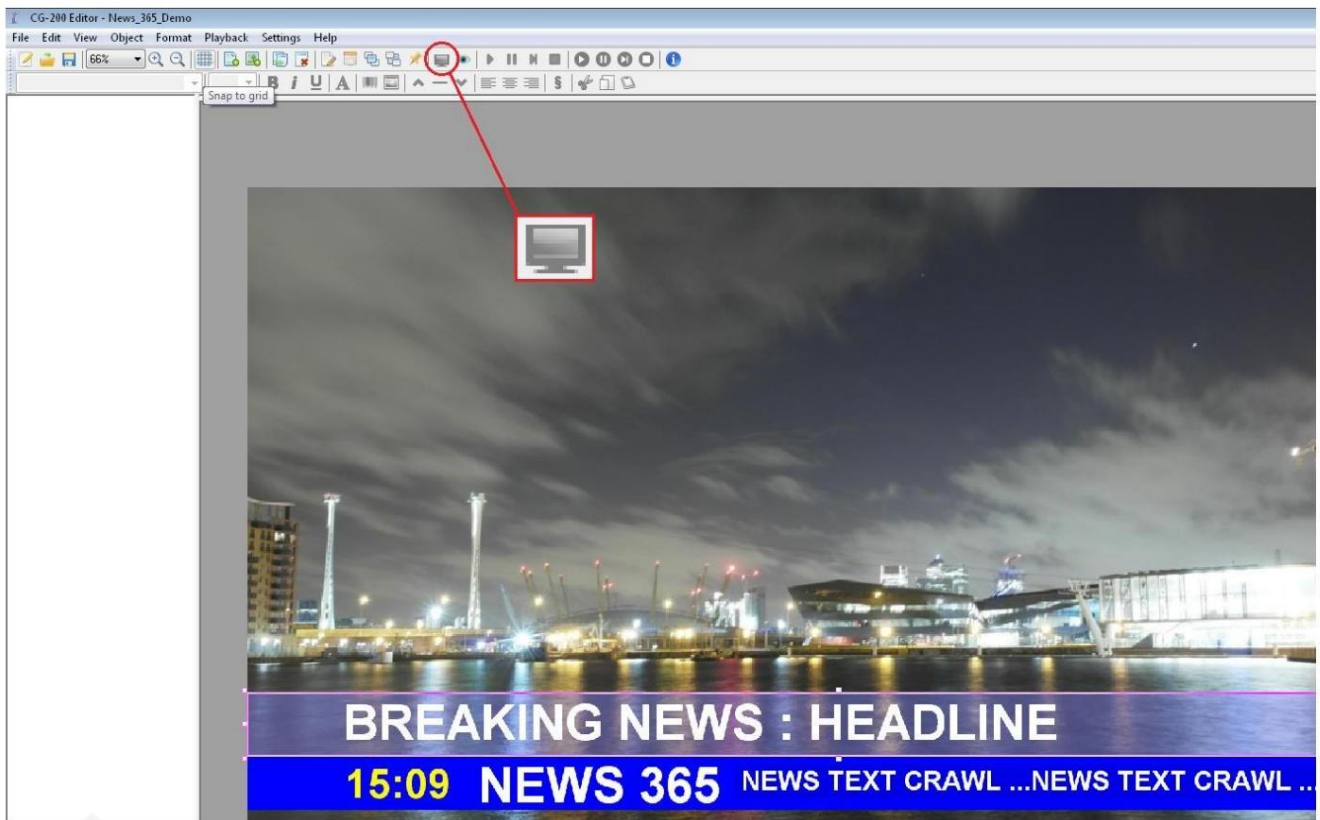 CG-200 Editor - News_365_Demo
File Edit View Object Format Playback Settings Help
66%
B i U A §
Snap to grid
BREAKING NEWS : HEADLINE
15:09 NEWS 365 NEWS TEXT CRAWL ...NEWS TEXT CRAWL ...